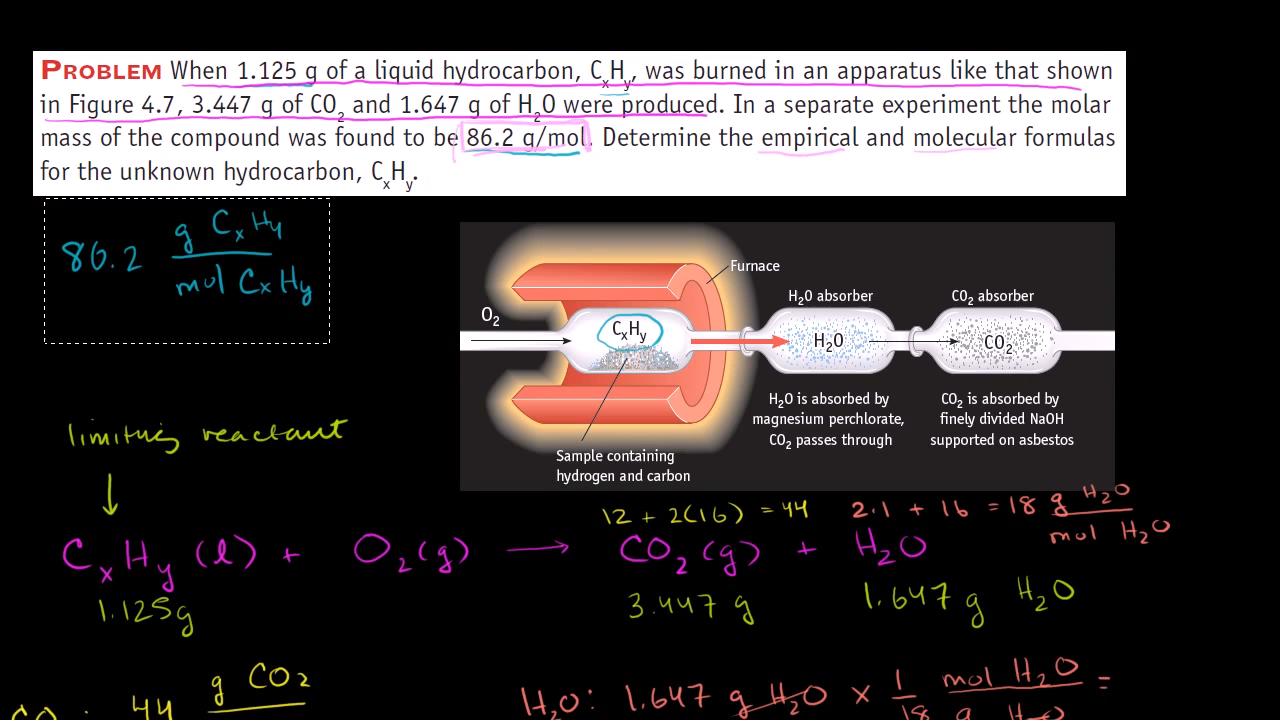 PROBLEM When 1.125 g of a liquid hydrocarbon, CxHy, was burned in an apparatus like that shown
in Figure 4.7, 3.447 g of CO2 and 1.647 g of H2O were produced. In a separate experiment the molar
mass of the compound was found to be 86.2 g/mol. Determine the empirical and molecular formulas
for the unknown hydrocarbon, CxHy.
86.2 g CxHy
mol CxHy
Furnace
H2O absorber
CO2 absorber
O2
CxHy
H2O
CO2
H2O is absorbed by
magnesium perchlorate,
CO2 passes through
CO2 is absorbed by
finely divided NaOH
supported on asbestos
Sample containing
hydrogen and carbon
limiting reactant
12 + 2(16) = 44
2.1 + 16 = 18 g H2O
mol H2O
CxHy (l) + O2 (g) → CO2 (g) + H2O
1.125g
3.447 g
1.647 g H2O
44 g CO2
H2O: 1.647 g H2O x 1 mol H2O =
18 g H2O